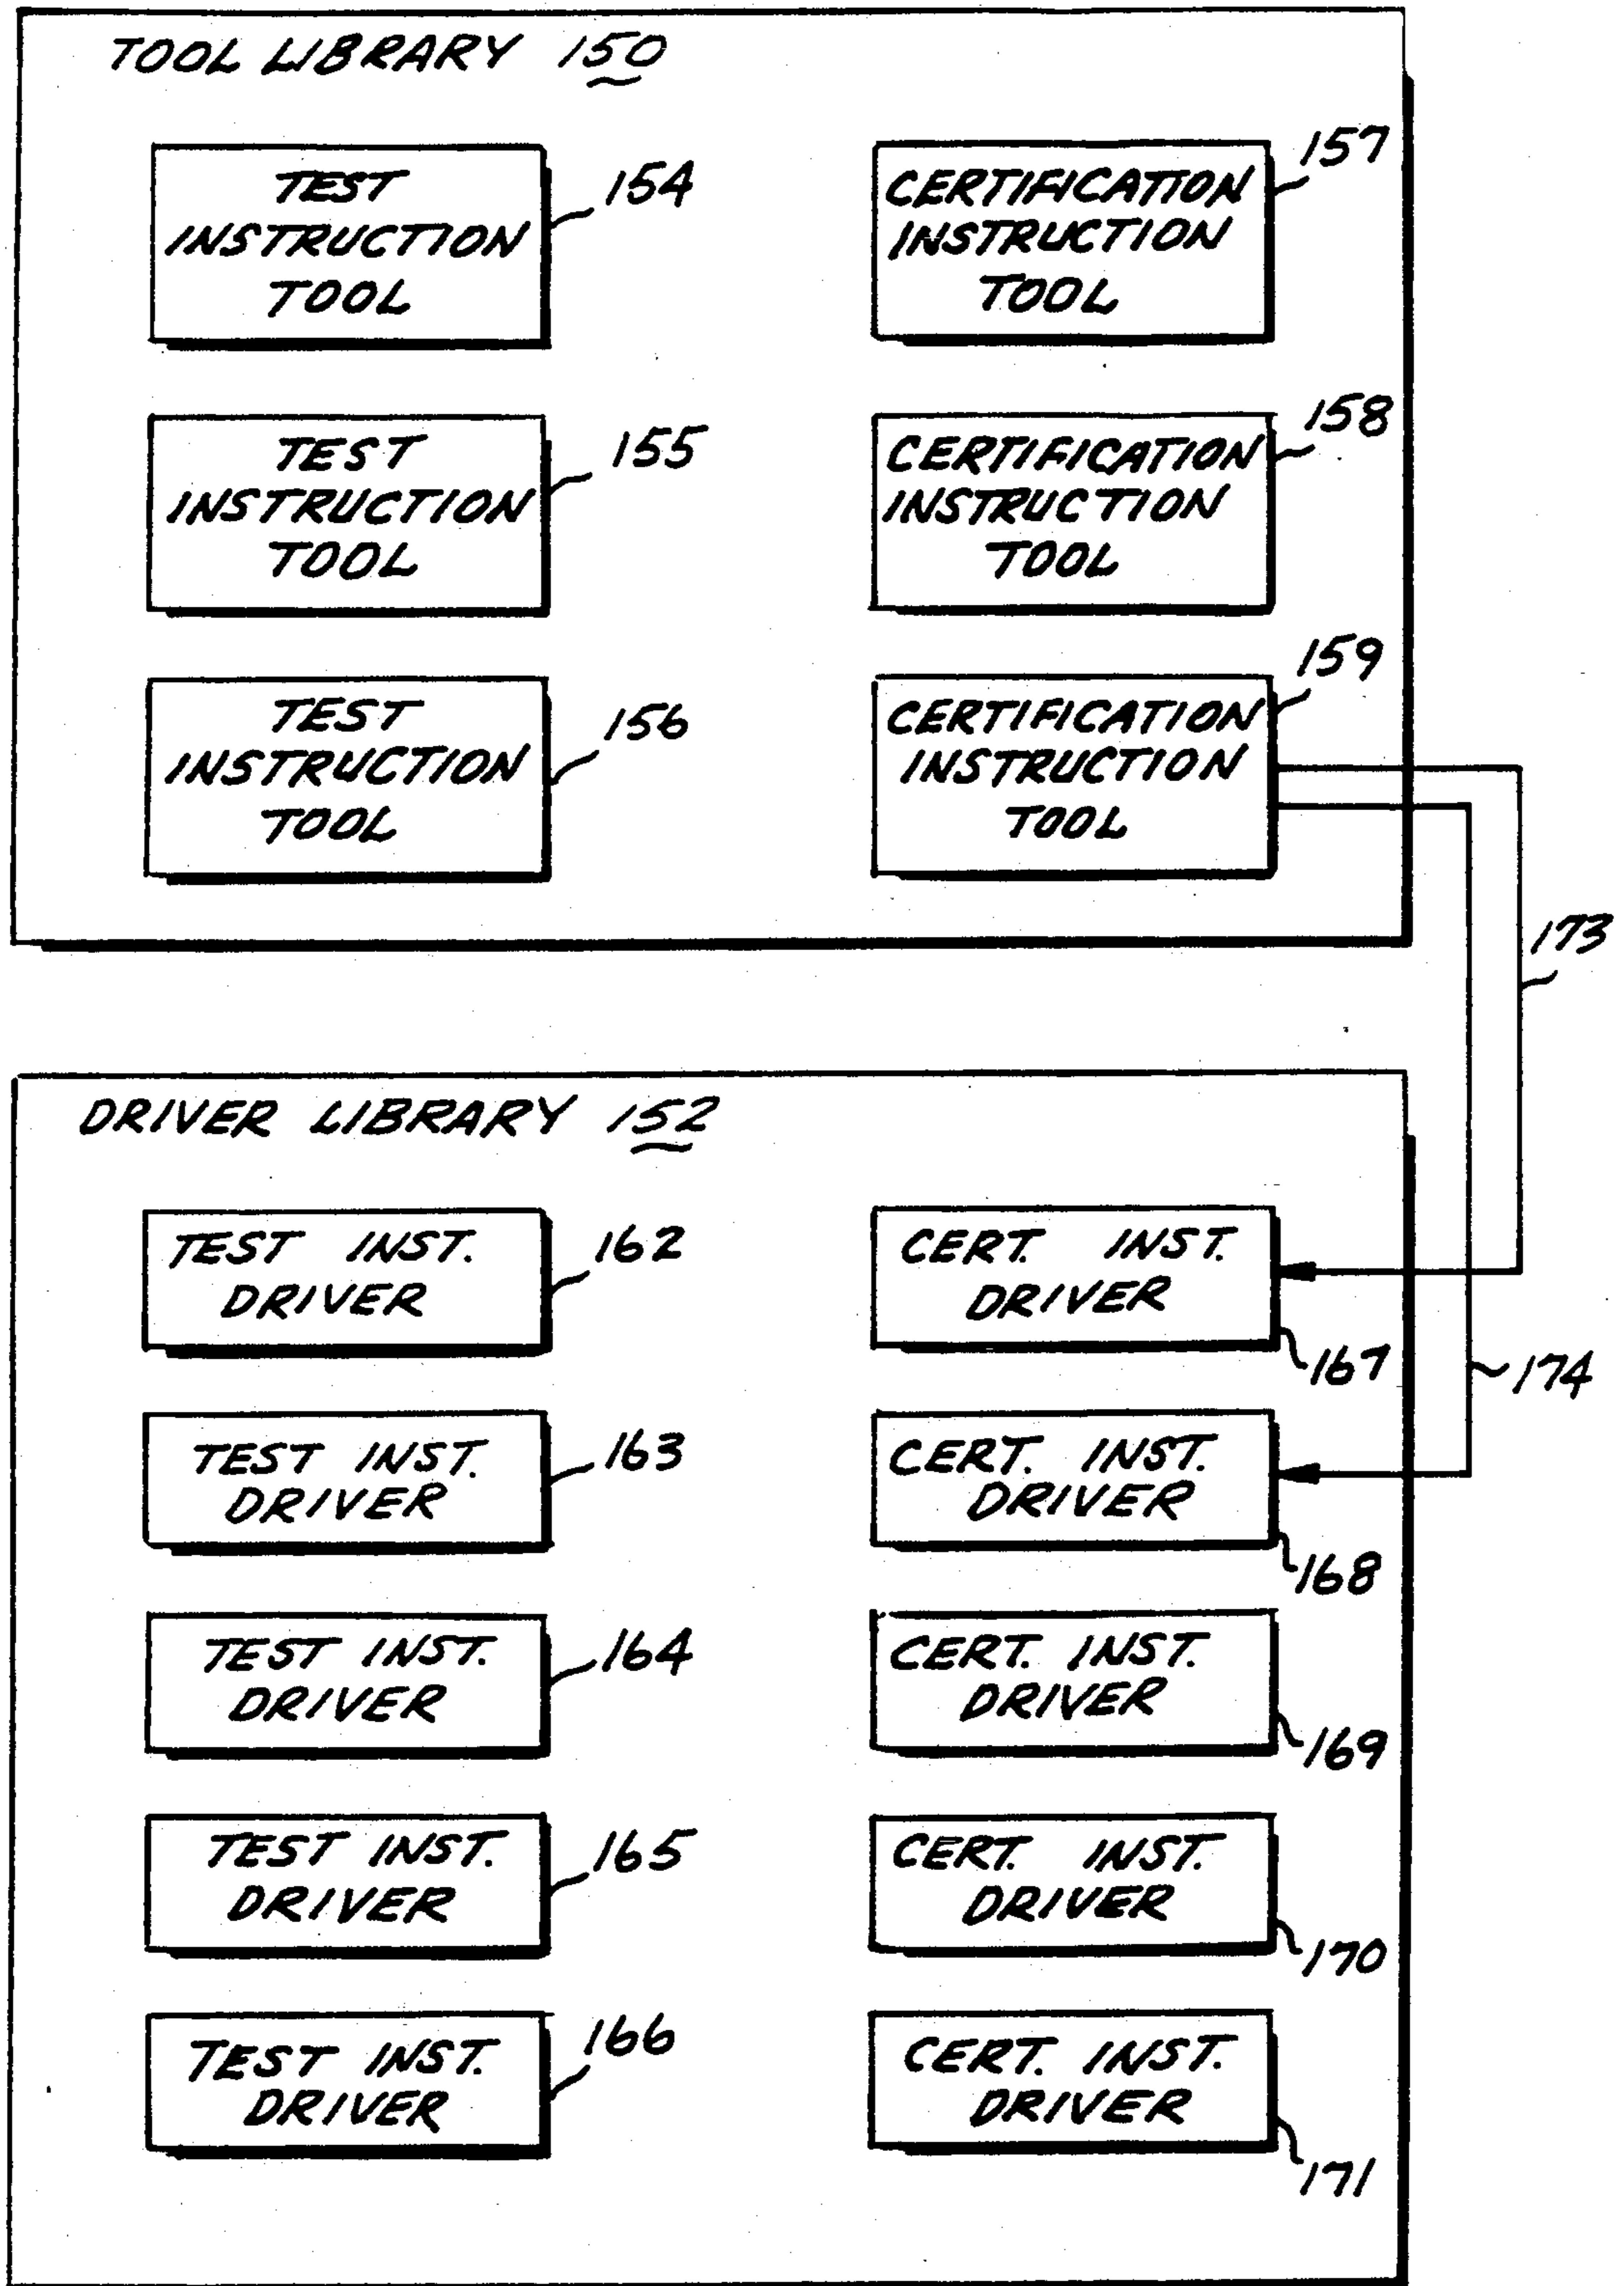 TOOL LIBRARY 150
TEST
INSTRUCTION
TOOL
154
CERTIFICATION
INSTRUCTION
TOOL
157
TEST
INSTRUCTION
TOOL
155
CERTIFICATION
INSTRUCTION
TOOL
158
TEST
INSTRUCTION
TOOL
156
CERTIFICATION
INSTRUCTION
TOOL
159
173
DRIVER LIBRARY 152
TEST INST.
DRIVER
162
CERT. INST.
DRIVER
167
174
TEST INST.
DRIVER
163
CERT. INST.
DRIVER
168
TEST INST.
DRIVER
164
CERT. INST.
DRIVER
169
TEST INST.
DRIVER
165
CERT. INST.
DRIVER
170
TEST INST.
DRIVER
166
CERT. INST.
DRIVER
171